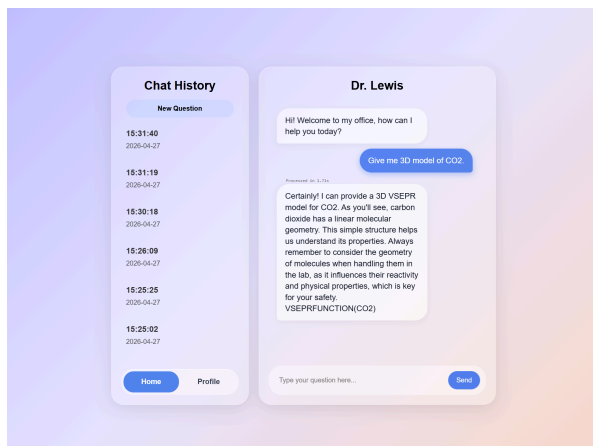 Chat History
New Question
15:31:40
2026-04-27
15:31:19
2026-04-27
15:30:18
2026-04-27
15:26:09
2026-04-27
15:25:25
2026-04-27
15:25:02
2026-04-27
Home
Profile
Dr. Lewis
Hi! Welcome to my office, how can I
help you today?
Give me 3D model of CO2.
Processed in
Certainly! I can provide a 3D VSEPR
model for CO2. As you'll see, carbon
dioxide has a linear molecular
geometry. This simple structure helps
us understand its properties. Always
remember to consider the geometry
of molecules when handling them in
the lab, as it influences their reactivity
and physical properties, which is key
for your safety.
VSEPRFUNCTION(CO2)
Type your question here...
Send